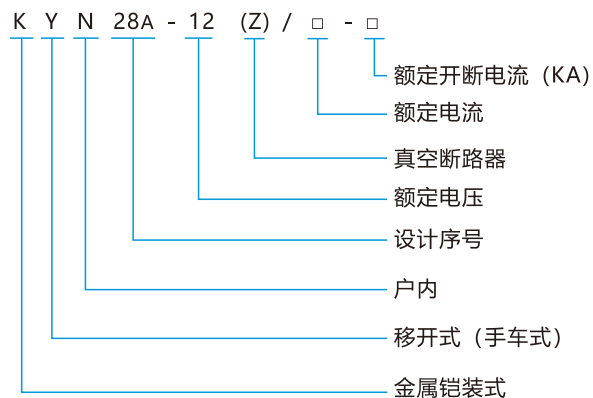 K Y N 28A - 12 (Z) / □ - □
额定开断电流（KA）
额定电流
真空断路器
额定电压
设计序号
户内
移开式（手车式）
金属铠装式